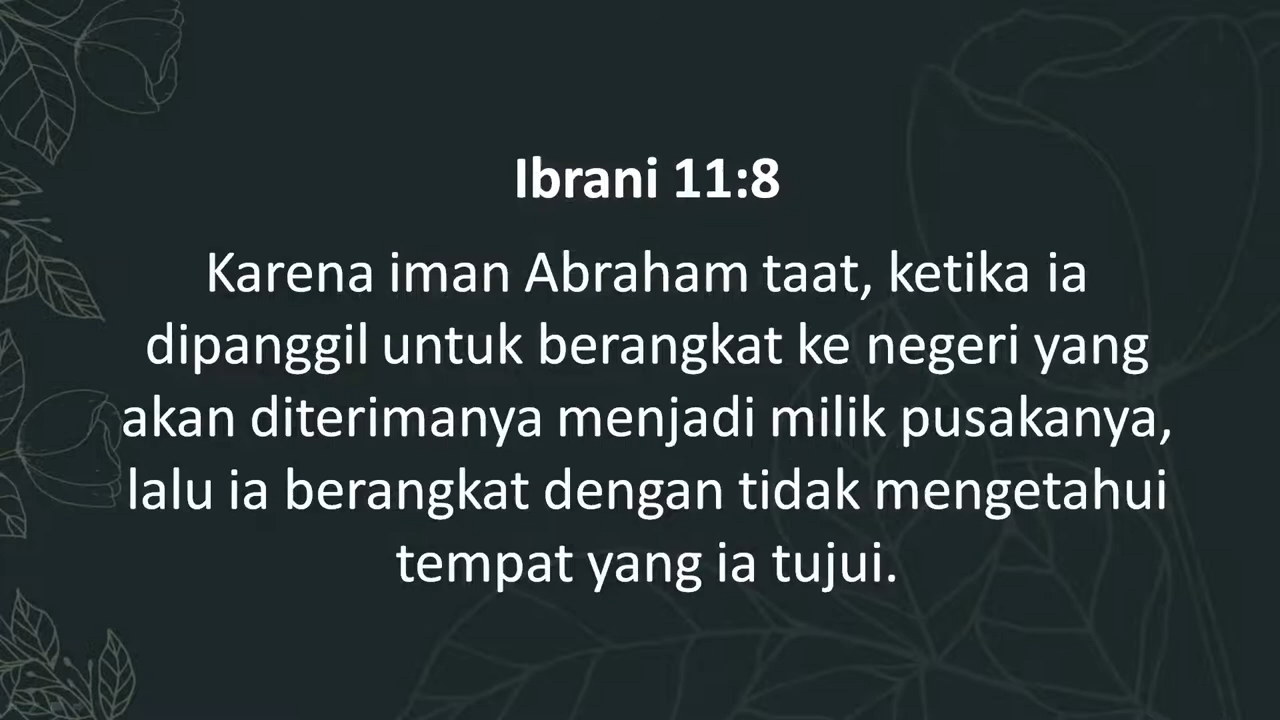 Ibrani 11:8
Karena iman Abraham taat, ketika ia
dipanggil untuk berangkat ke negeri yang
akan diterimanya menjadi milik pusakanya,
lalu ia berangkat dengan tidak mengetahui
tempat yang ia tujui.